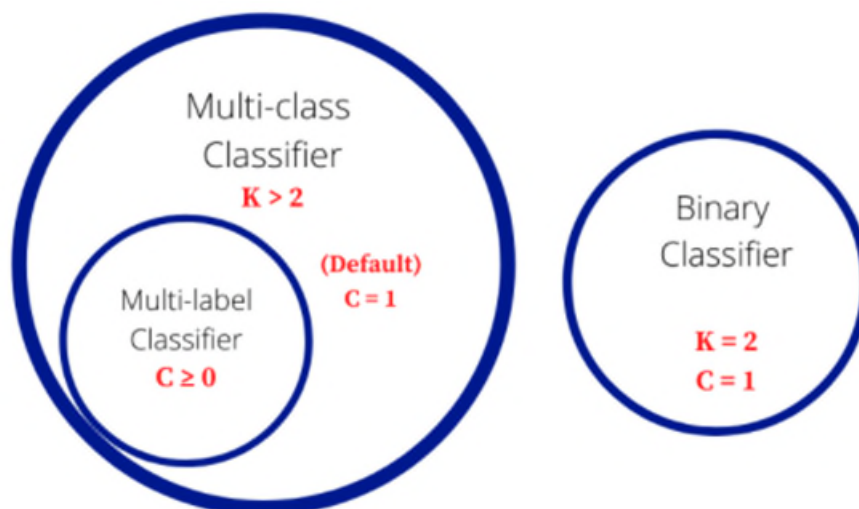 Multi-class
Classifier
K > 2
(Default)
C = 1
Multi-label
Classifier
C ≥ 0
Binary
Classifier
K = 2
C = 1